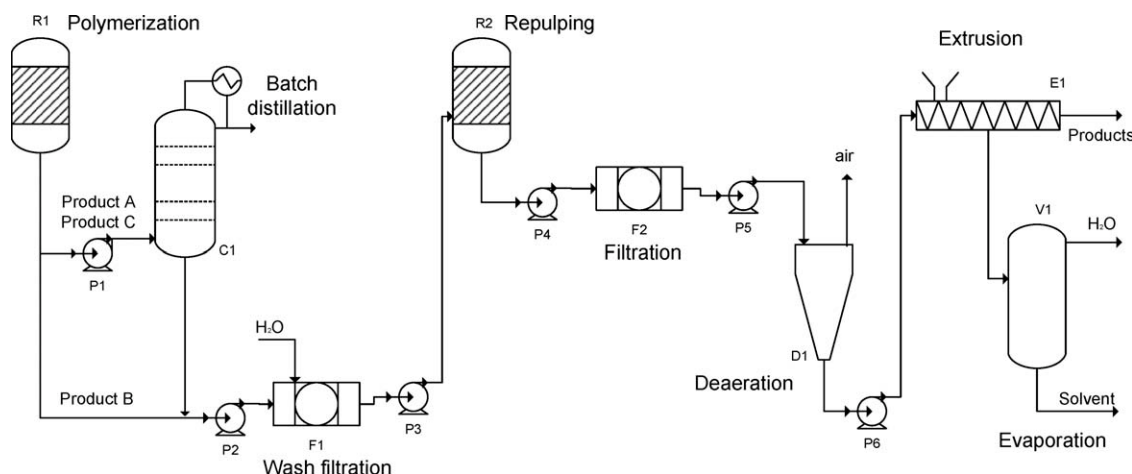 R1
Polymerization
Batch
distillation
Product A
Product C
P1
C1
Product B
H₂O
P2
F1
Wash filtration
P3
R2
Repulping
P4
F2
Filtration
P5
air
D1
Deaeration
P6
Extrusion
E1
Products
V1
H₂O
Solvent
Evaporation